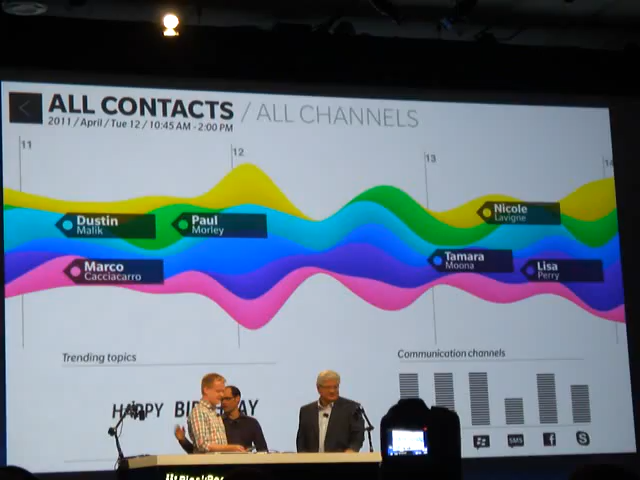 ALL CONTACTS / ALL CHANNELS
2011 / April / Tue 12 / 10:45 AM - 2:00 PM
11
12
13
14
Nicole
Lavigne
Dustin
Malik
Paul
Morley
Tamara
Moona
Marco
Cacciacarro
Lisa
Perry
Trending topics
Communication channels
HAPPY
SMS
f
S